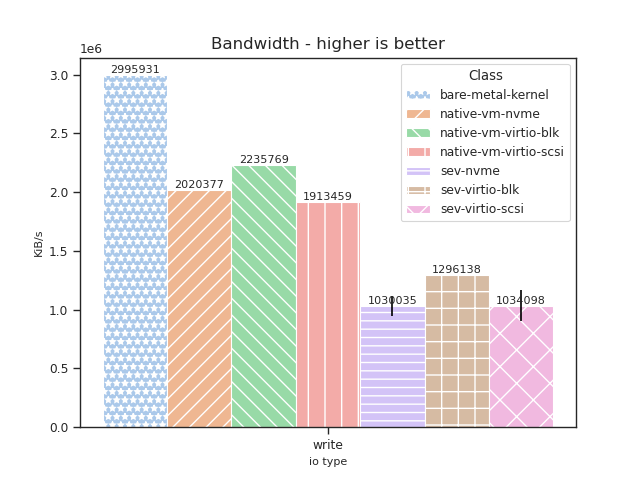 Bandwidth - higher is better
1e6
3.0
2.5
2.0
1.5
1.0
0.5
0.0
KiB/s
2995931
2020377
2235769
1913459
1030035
1296138
1034098
Class
bare-metal-kernel
native-vm-nvme
native-vm-virtio-blk
native-vm-virtio-scsi
sev-nvme
sev-virtio-blk
sev-virtio-scsi
write
io type